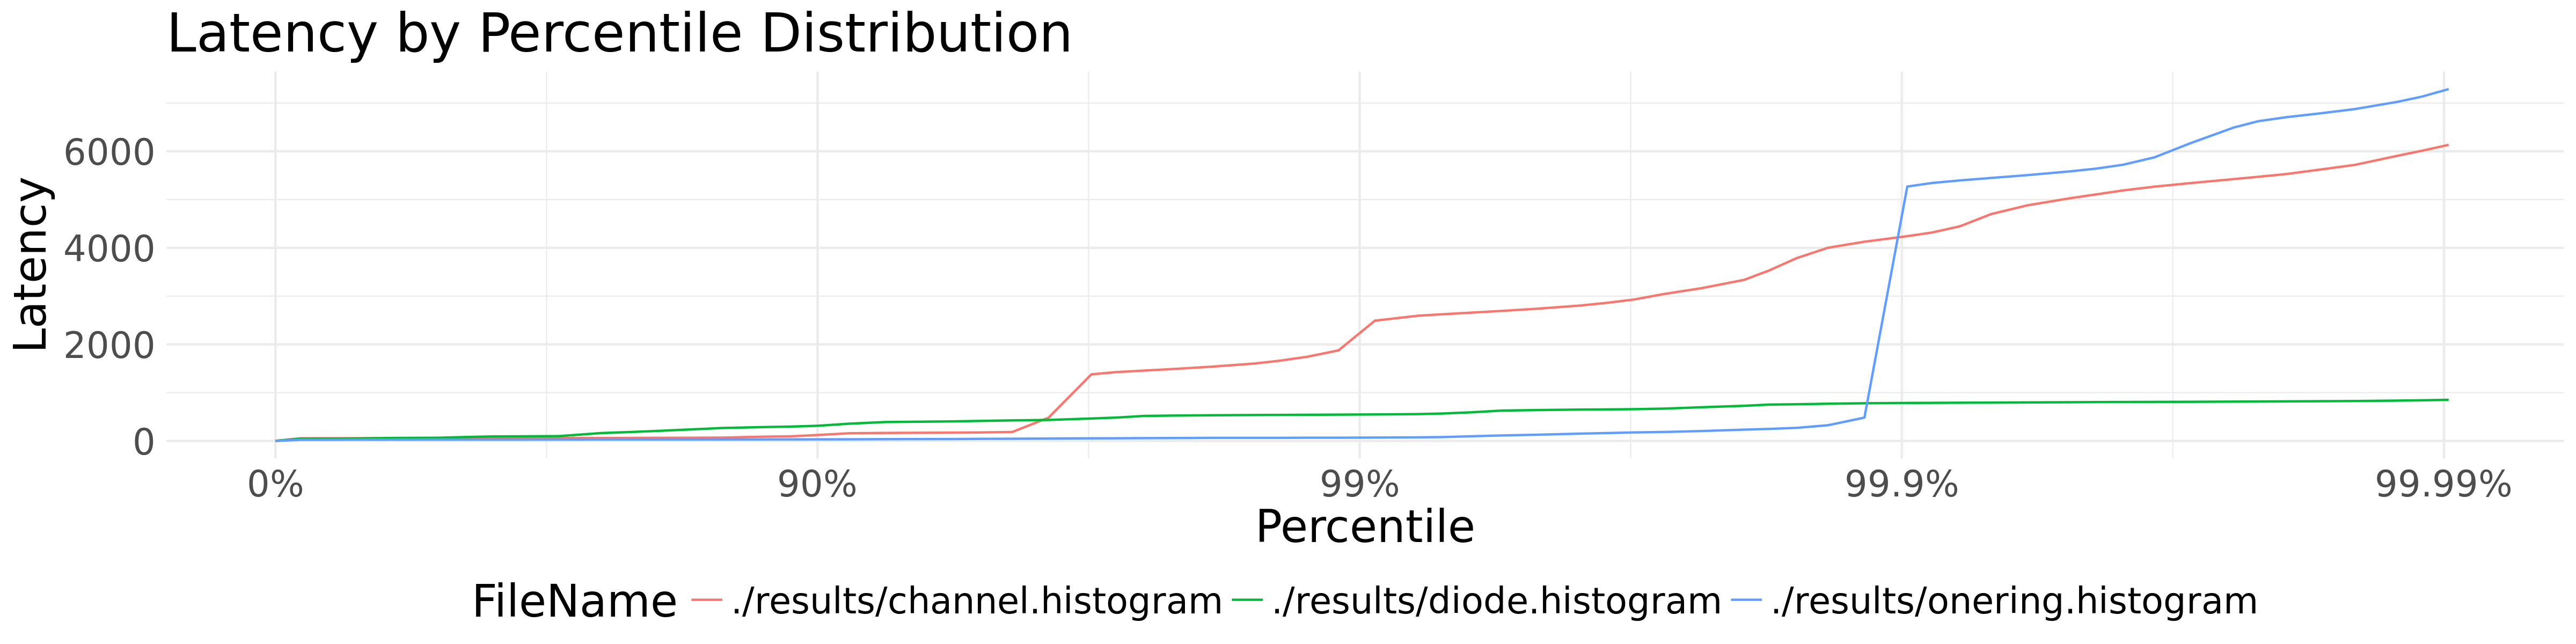 Latency by Percentile Distribution
Latency
6000
4000
2000
0
0% 90% 99% 99.9% 99.99%
Percentile
FileName ./results/channel.histogram ./results/diode.histogram ./results/onering.histogram